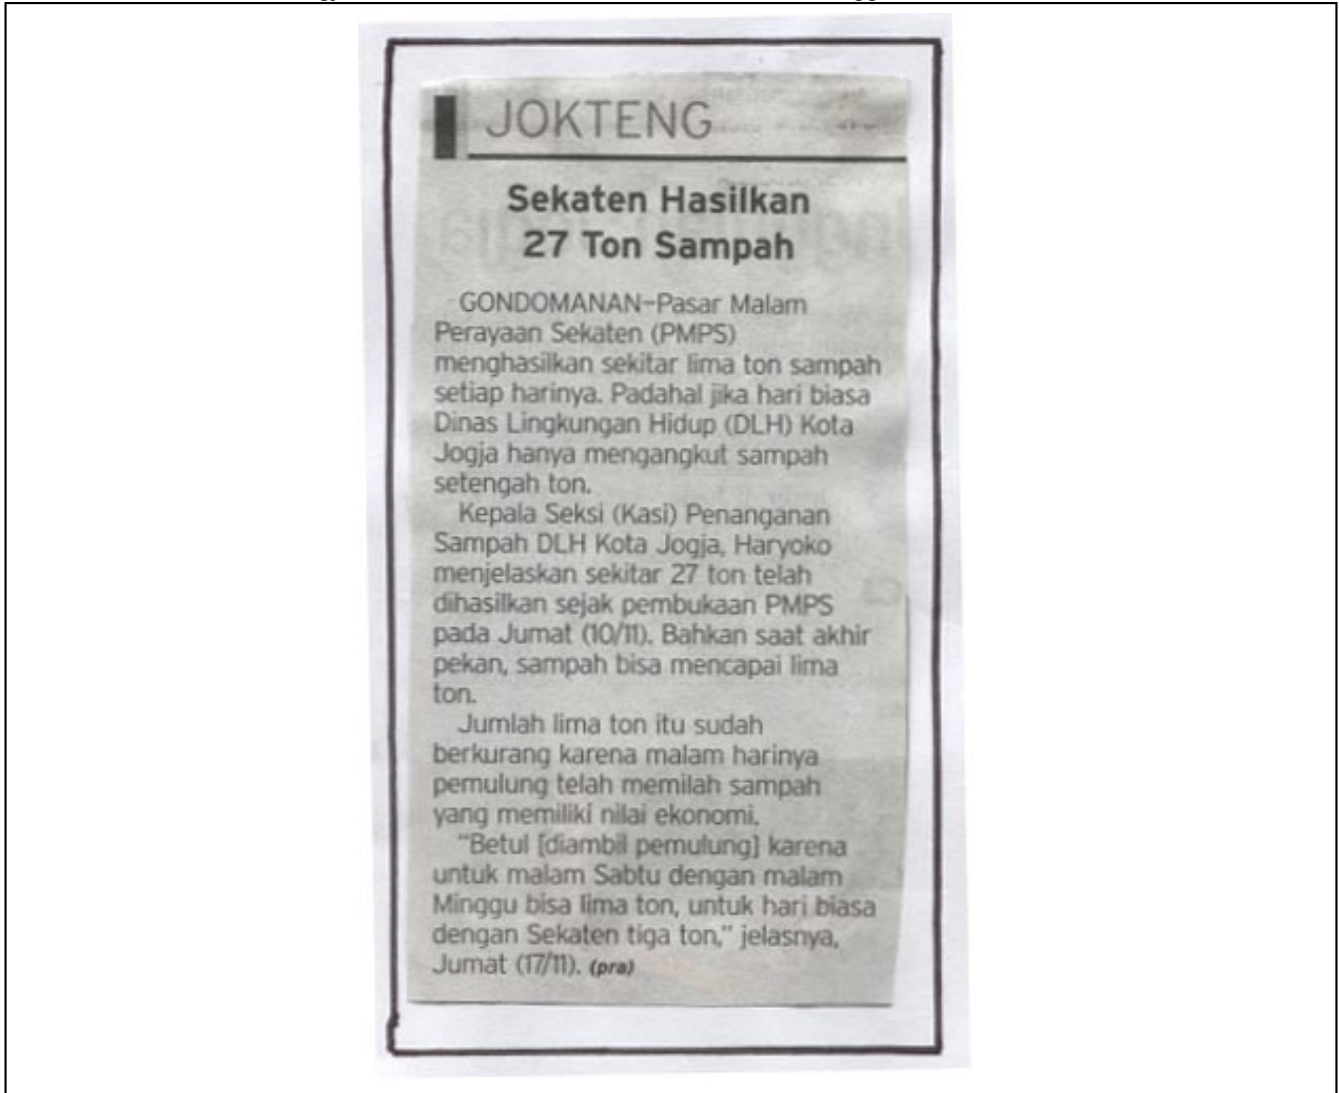 JOKTENG
Sekaten Hasilkan
27 Ton Sampah
GONDOMANAN–Pasar Malam
Perayaan Sekaten (PMPS)
menghasilkan sekitar lima ton sampah
setiap harinya. Padahal jika hari biasa
Dinas Lingkungan Hidup (DLH) Kota
Jogja hanya mengangkut sampah
setengah ton.
Kepala Seksi (Kasi) Penanganan
Sampah DLH Kota Jogja, Haryoko
menjelaskan sekitar 27 ton telah
dihasilkan sejak pembukaan PMPS
pada Jumat (10/11). Bahkan saat akhir
pekan, sampah bisa mencapai lima
ton.
Jumlah lima ton itu sudah
berkurang karena malam harinya
pemulung telah memilah sampah
yang memiliki nilai ekonomi.
“Betul [diambil pemulung] karena
untuk malam Sabtu dengan malam
Minggu bisa lima ton, untuk hari biasa
dengan Sekaten tiga ton,” jelasnya,
Jumat (17/11). (pra)